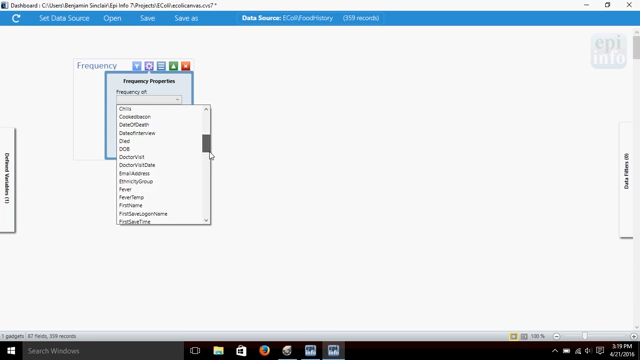 Dashboard : C:\Users\Benjamin Sinclair\Epi Info 7\Projects\EColi\ecolicanvas.cvs7 *
Set Data Source
Open
Save
Save as
Data Source: EColi\FoodHistory (359 records)
epi
info
Frequency
Frequency Properties
Frequency of:
Chills
Cookedbacon
DateOfDeath
DateofInterview
Died
DOB
DoctorVisit
DoctorVisitDate
EmailAddress
EthnicityGroup
Fever
FeverTemp
FirstName
FirstSaveLogonName
FirstSaveTime
Defined Variables (1)
Data Filters (0)
1 gadgets
87 fields, 359 records
100 %
Search Windows
3:19 PM
4/21/2016